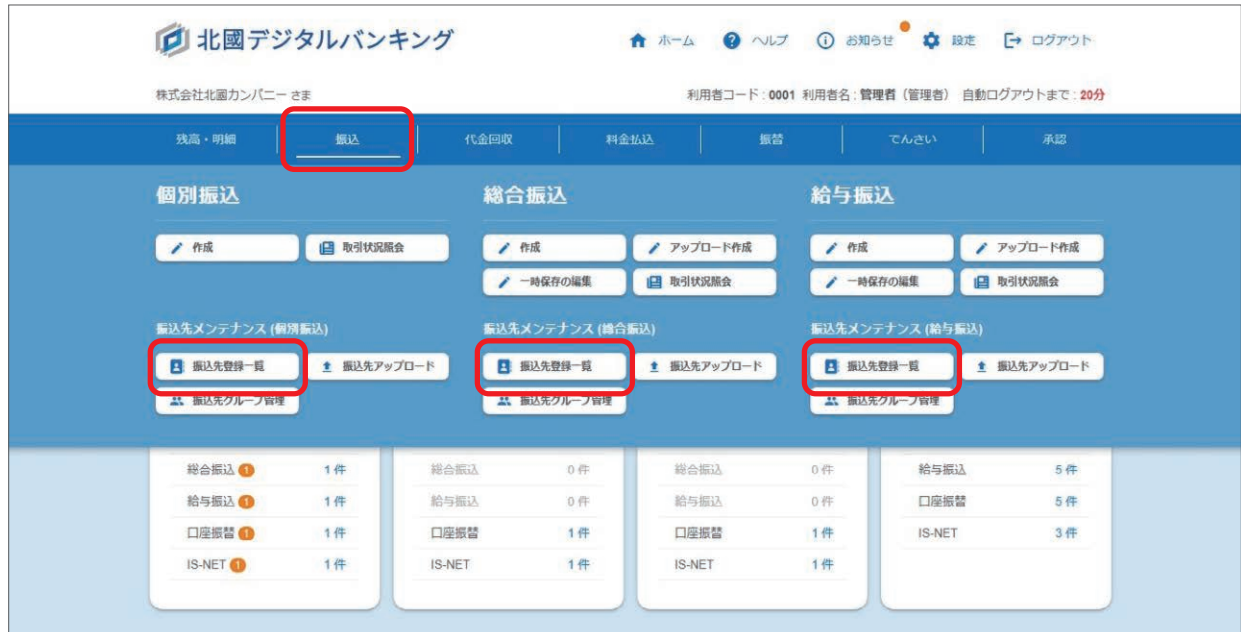 北國デジタルバンキング
ホーム ヘルプ お知らせ 設定 ログアウト
株式会社北國カンパニー さま 利用者コード : 0001 利用者名 : 管理者 (管理者) 自動ログアウトまで : 20分
残高・明細 振込 代金回収 料金払込 振替 でんさい 承認
個別振込 総合振込 給与振込
作成 取引状況照会 作成 アップロード作成 作成 アップロード作成
一時保存の編集 取引状況照会 一時保存の編集 取引状況照会
振込先メンテナンス (個別振込) 振込先メンテナンス (総合振込) 振込先メンテナンス (給与振込)
振込先登録一覧 振込先アップロード 振込先登録一覧 振込先アップロード 振込先登録一覧 振込先アップロード
振込先グループ管理 振込先グループ管理 振込先グループ管理
総合振込 1 1 件 総合振込 0 件 総合振込 0 件 給与振込 5 件
給与振込 1 1 件 給与振込 0 件 給与振込 0 件 口座振替 5 件
口座振替 1 1 件 口座振替 1 件 口座振替 1 件 IS-NET 3 件
IS-NET 1 1 件 IS-NET 1 件 IS-NET 1 件